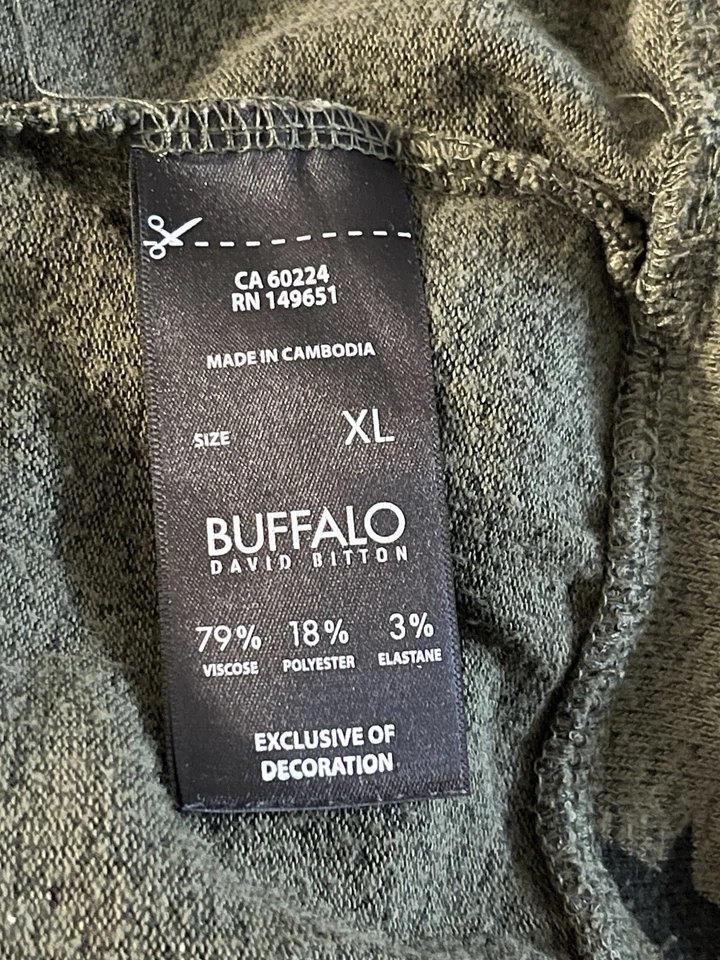 CA 60224
RN 149651
MADE IN CAMBODIA
SIZE XL
BUFFALO
DAVID BITTON
79% 18% 3%
VISCOSE POLYESTER ELASTANE
EXCLUSIVE OF
DECORATION